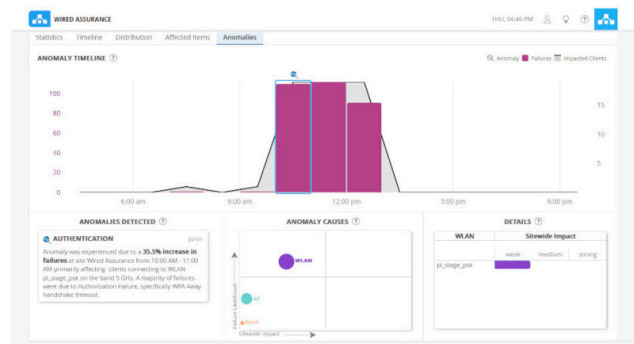 WIRED ASSURANCE
THU, 04:46 PM
Statistics Timeline Distribution Affected Items Anomalies
ANOMALY TIMELINE
Anomaly Failures Impacted Clients
100
80
60
40
20
0
15
10
5
6:00 am 9:00 am 12:00 pm 3:00 pm 6:00 pm
ANOMALIES DETECTED
AUTHENTICATION
Anomaly was experienced due to a 35.5% increase in
failures at site Wired Assurance from 10:00 AM - 11:00
AM primarily affecting clients connecting to WLAN
pi_stage_psk on the band 5 GHz. A majority of failures
were due to Authorization Failure, specifically WPA Away
handshake timeout.
ANOMALY CAUSES
WLAN
AP
Failure Likelihood
Sitewide Impact
DETAILS
WLAN Sitewide Impact
weak medium strong
pi_stage_psk